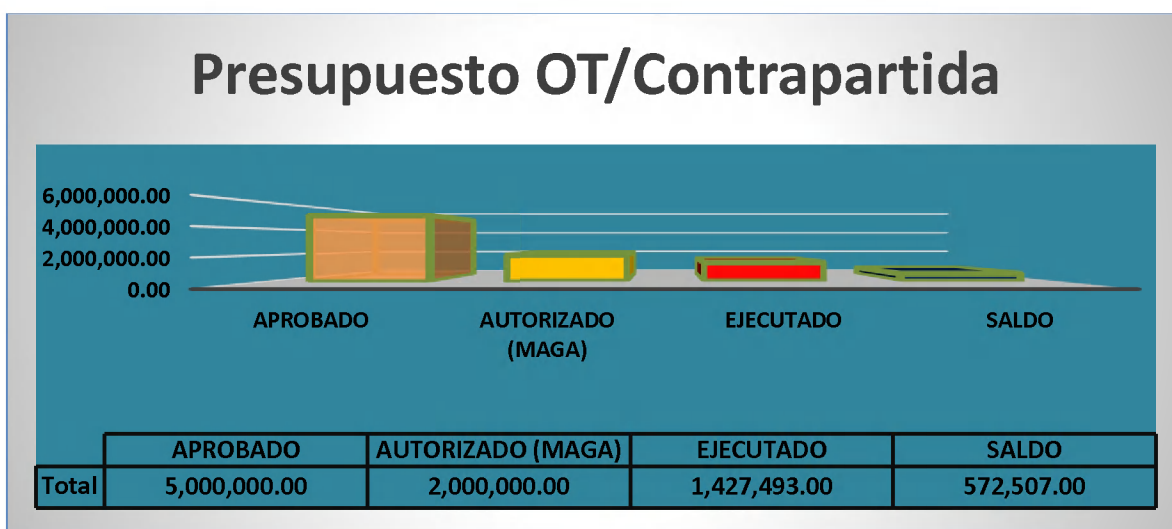 Presupuesto OT/Contrapartida
6,000,000.00
4,000,000.00
2,000,000.00
0.00
APROBADO AUTORIZADO (MAGA) EJECUTADO SALDO
APROBADO AUTORIZADO (MAGA) EJECUTADO SALDO
Total 5,000,000.00 2,000,000.00 1,427,493.00 572,507.00